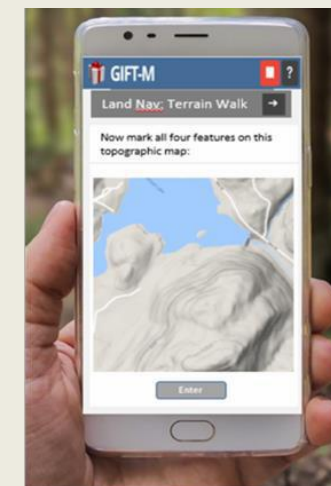 GIFT-M ?
Land Nav: Terrain Walk
Now mark all four features on this
topographic map:
Enter